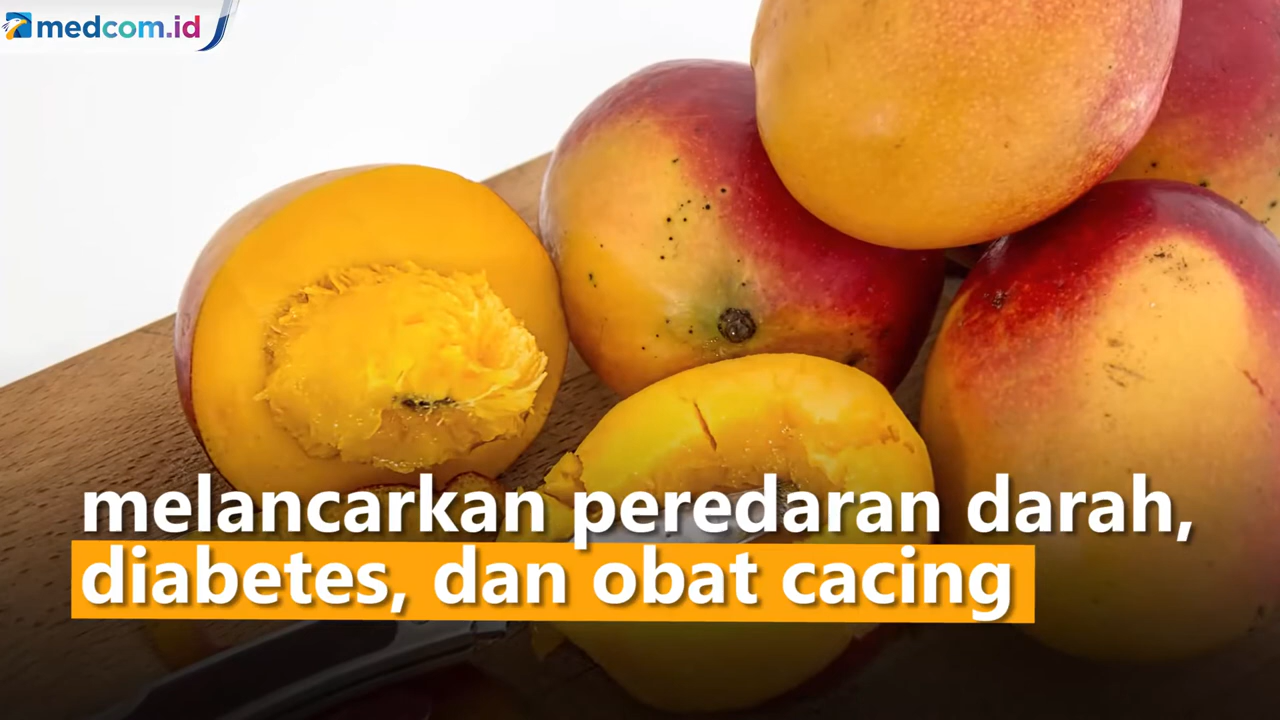 medcom.id
melancarkan peredaran darah,
diabetes, dan obat cacing